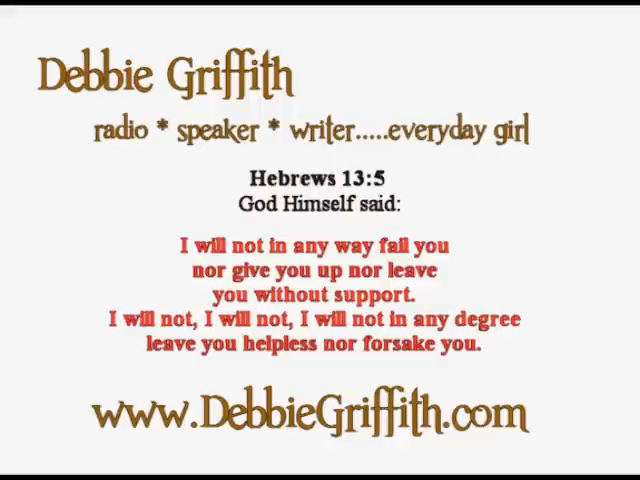 Debbie Griffith
radio * speaker * writer.....everyday girl
Hebrews 13:5
God Himself said:
I will not in any way fail you
nor give you up nor leave
you without support.
I will not, I will not, I will not in any degree
leave you helpless nor forsake you.
www.DebbieGriffith.com